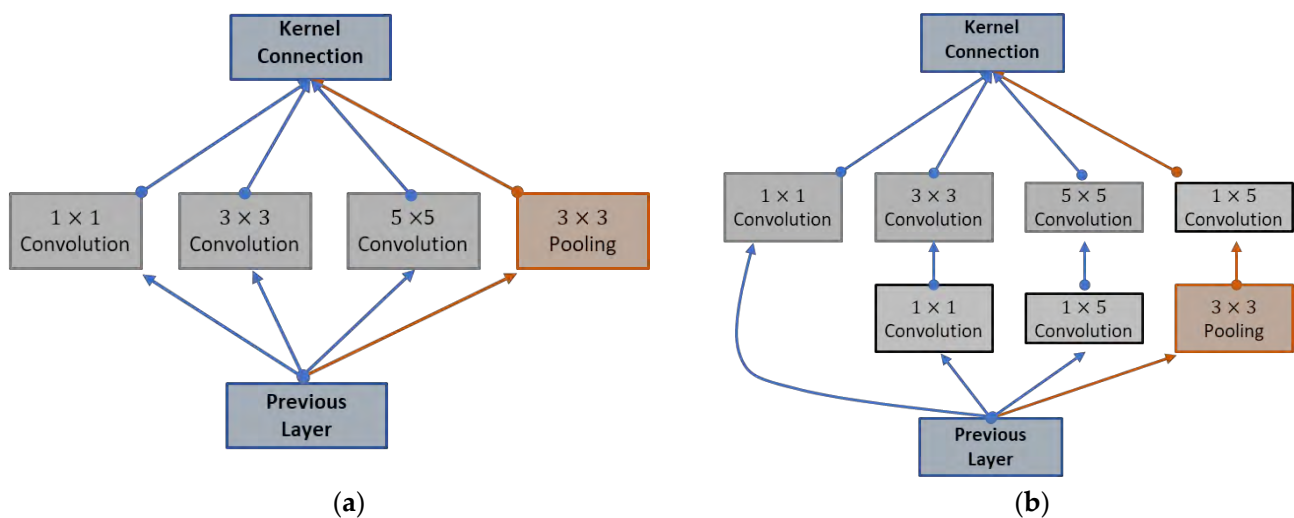 Kernel
Connection
1 × 1
Convolution
3 × 3
Convolution
5 ×5
Convolution
3 × 3
Pooling
Previous
Layer
(a)
Kernel
Connection
1 × 1
Convolution
3 × 3
Convolution
5 × 5
Convolution
1 × 5
Convolution
1 × 1
Convolution
1 × 5
Convolution
3 × 3
Pooling
Previous
Layer
(b)